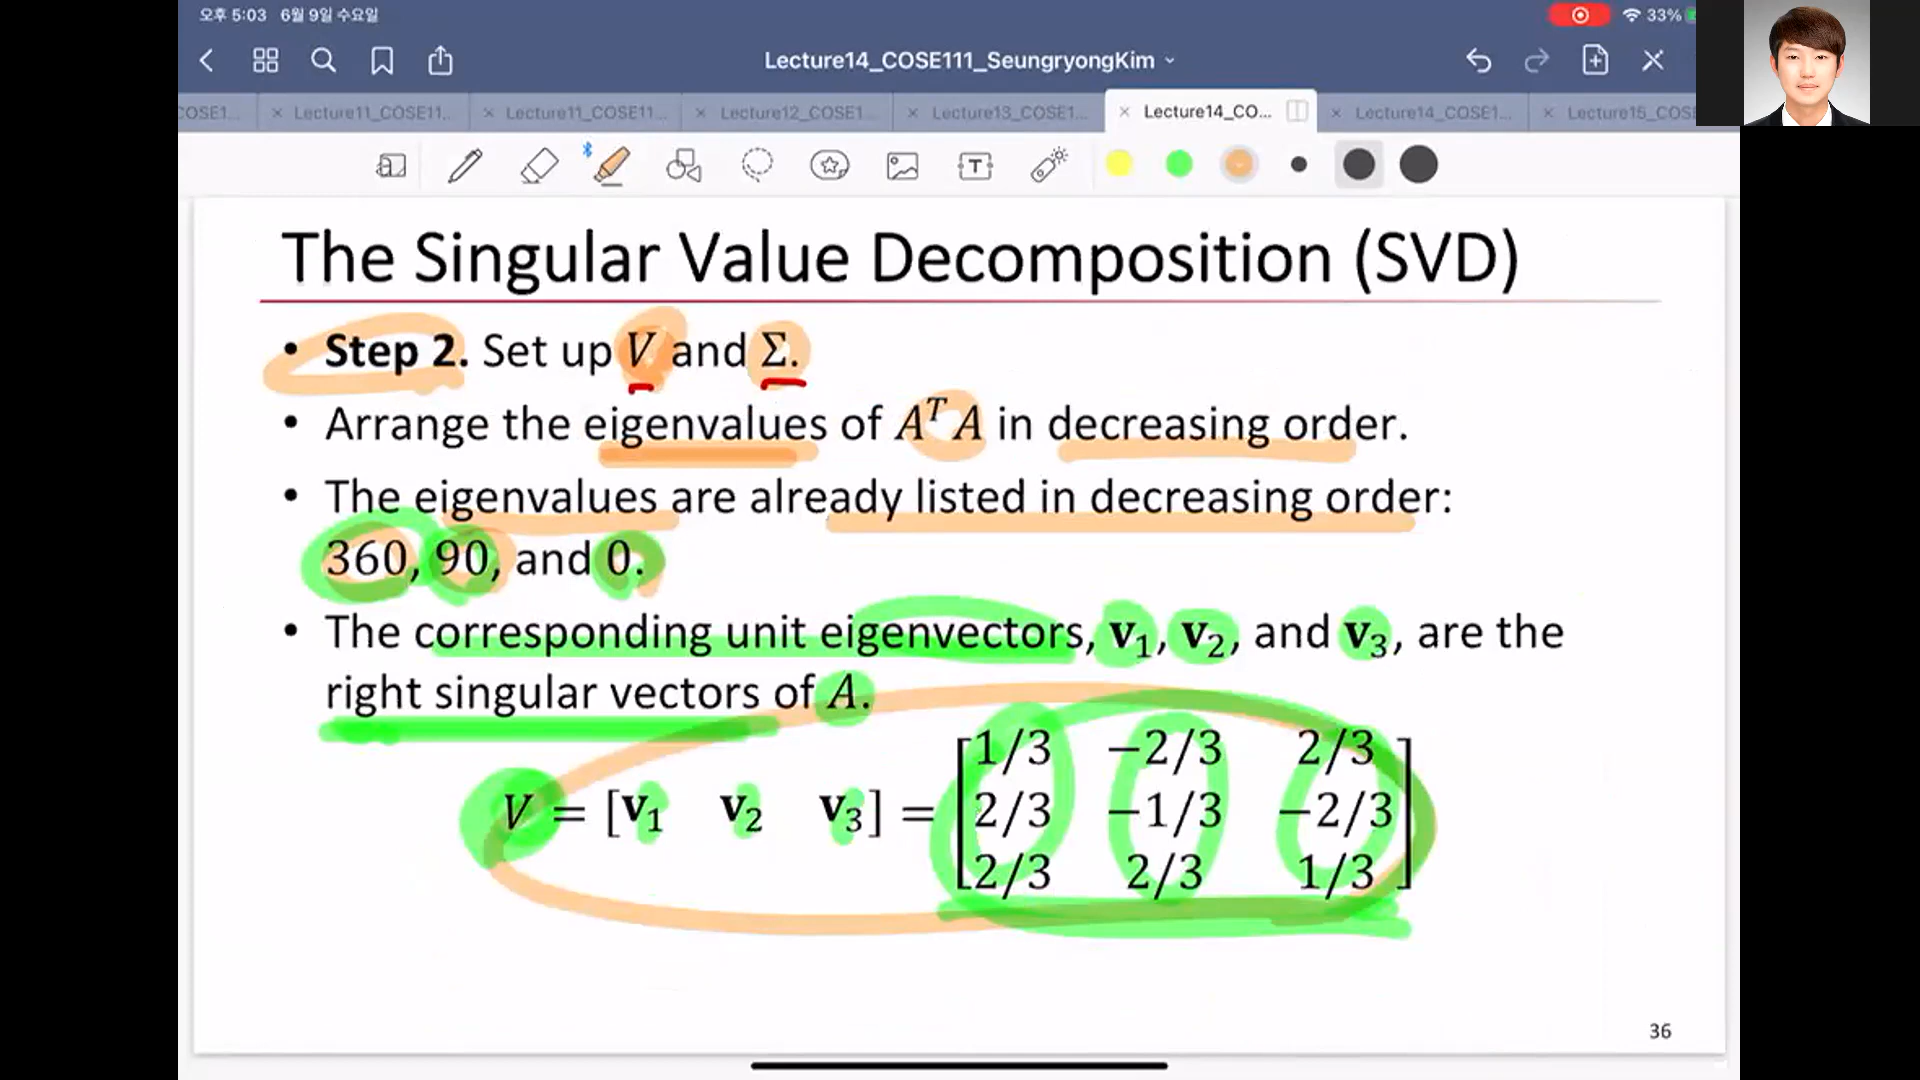 오후 5:03 6월 9일 수요일
33%
Lecture14_COSE111_SeungryongKim
COSE1... Lecture11_COSE11... Lecture11_COSE11... Lecture12_COSE1... Lecture13_COSE1... Lecture14_CO... Lecture14_COSE1... Lecture15_COS
The Singular Value Decomposition (SVD)
• Step 2. Set up V and Σ.
• Arrange the eigenvalues of AᵀA in decreasing order.
• The eigenvalues are already listed in decreasing order:
360, 90, and 0.
• The corresponding unit eigenvectors, v₁, v₂, and v₃, are the
right singular vectors of A.
V = [v₁ v₂ v₃] = [1/3 −2/3 2/3
2/3 −1/3 −2/3
2/3 2/3 1/3]
36